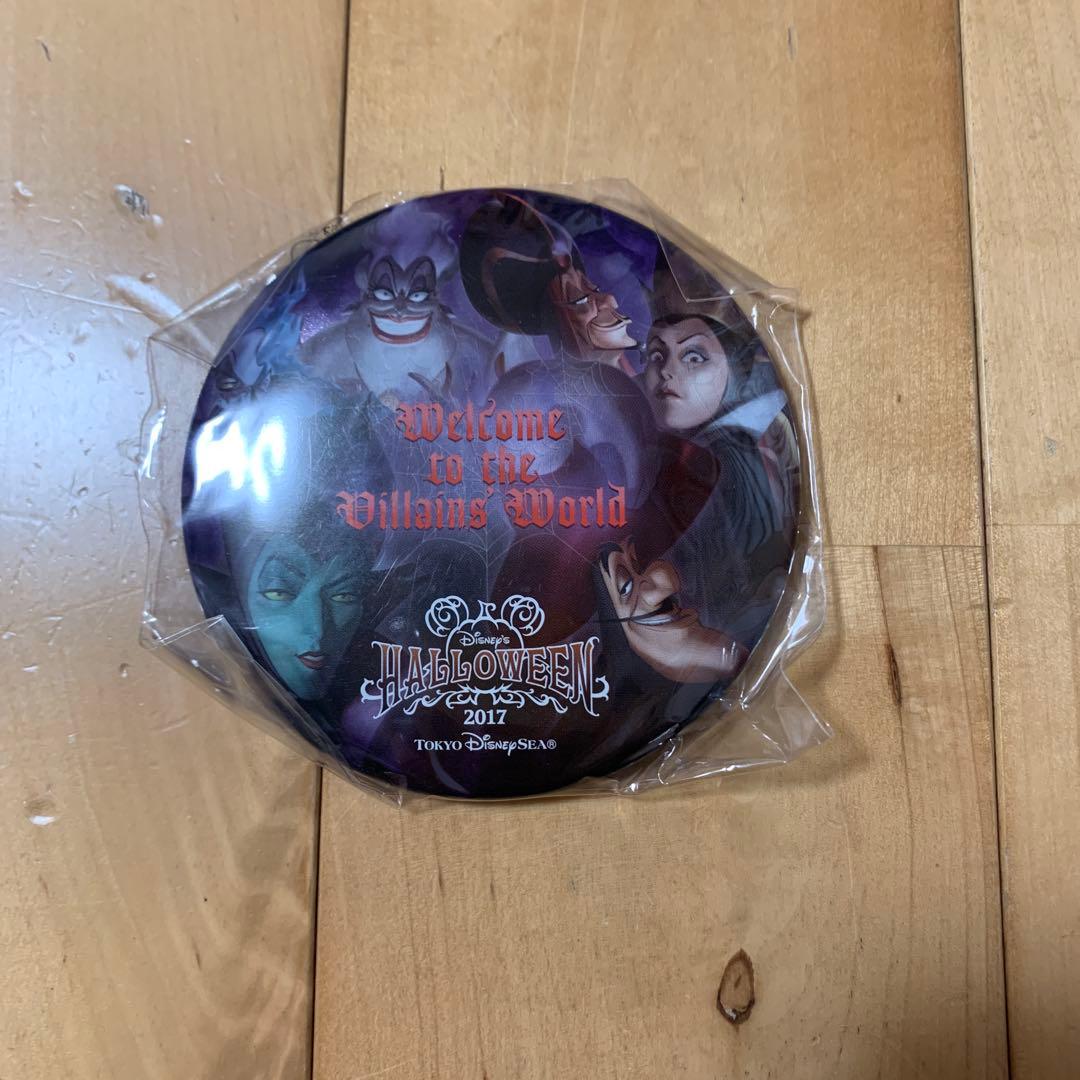 Welcome
to the
Villains' World
Disney's
HALLOWEEN
2017
TOKYO DISNEYSEA®